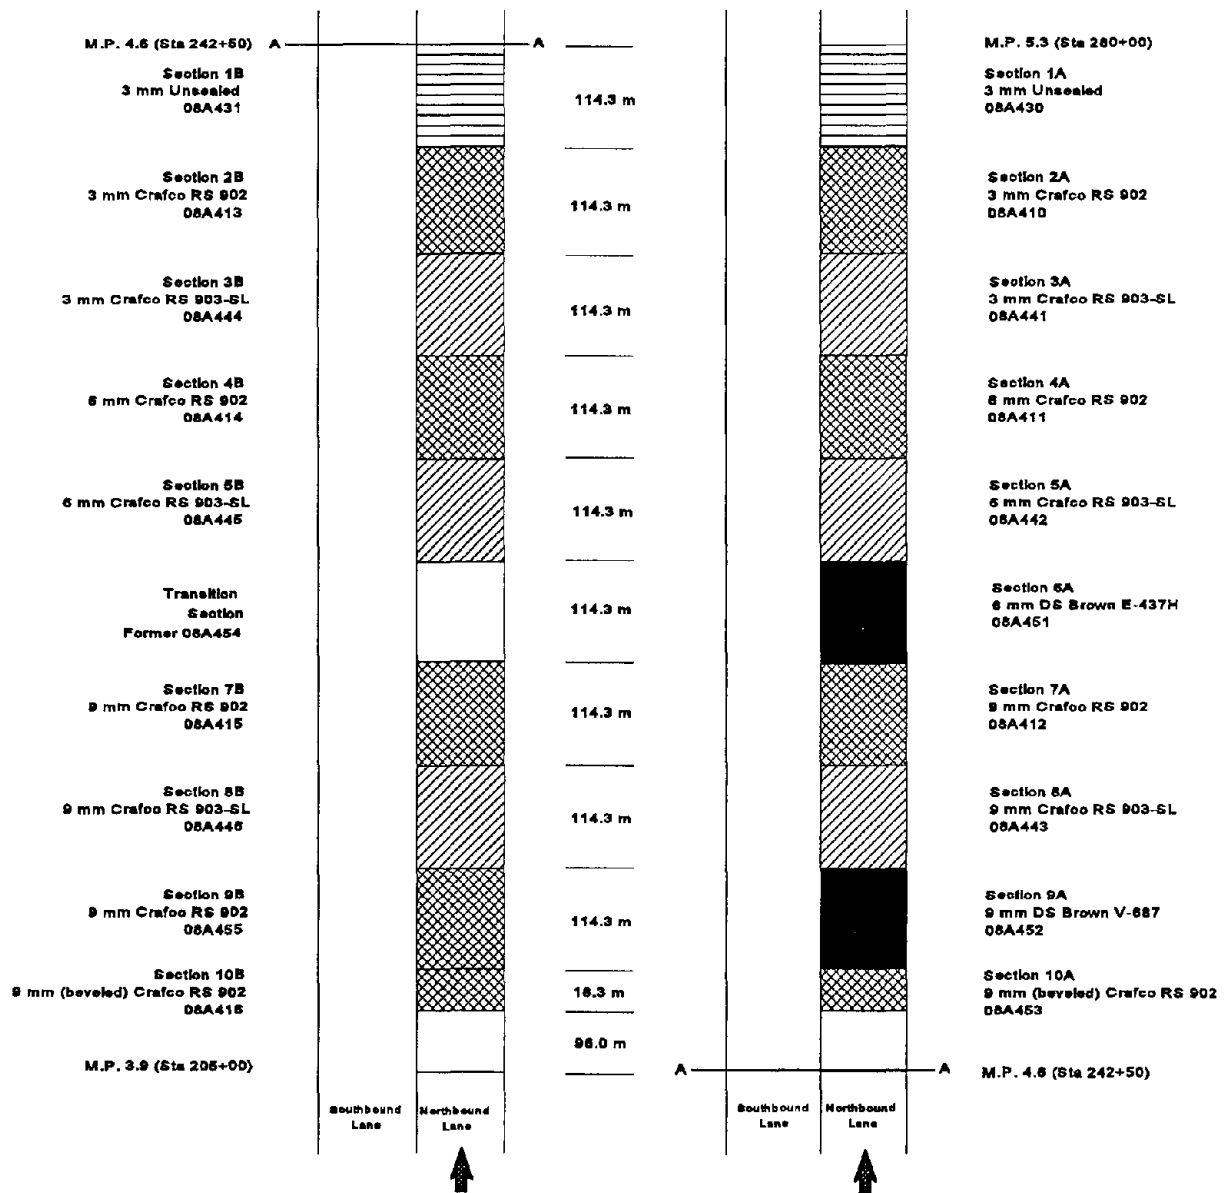 M.P. 4.6 (Sta 242+50) A A
Section 1B
3 mm Unsealed
08A431
Section 2B
3 mm Crafco RS 902
08A413
Section 3B
3 mm Crafco RS 903-SL
08A444
Section 4B
6 mm Crafco RS 902
08A414
Section 5B
6 mm Crafco RS 903-SL
08A445
Transition
Section
Former 08A454
Section 7B
9 mm Crafco RS 902
08A415
Section 8B
9 mm Crafco RS 903-SL
08A446
Section 9B
9 mm Crafco RS 902
08A455
Section 10B
9 mm (beveled) Crafco RS 902
08A416
M.P. 3.9 (Sta 205+00)
Southbound
Lane
Northbound
Lane
114.3 m
114.3 m
114.3 m
114.3 m
114.3 m
114.3 m
114.3 m
114.3 m
114.3 m
18.3 m
96.0 m
M.P. 5.3 (Sta 280+00)
Section 1A
3 mm Unsealed
08A430
Section 2A
3 mm Crafco RS 902
08A410
Section 3A
3 mm Crafco RS 903-SL
08A441
Section 4A
6 mm Crafco RS 902
08A411
Section 5A
6 mm Crafco RS 903-SL
08A442
Section 6A
6 mm DS Brown E-437H
08A451
Section 7A
9 mm Crafco RS 902
08A412
Section 8A
9 mm Crafco RS 903-SL
08A443
Section 9A
9 mm DS Brown V-687
08A452
Section 10A
9 mm (beveled) Crafco RS 902
08A453
A A M.P. 4.6 (Sta 242+50)
Southbound
Lane
Northbound
Lane